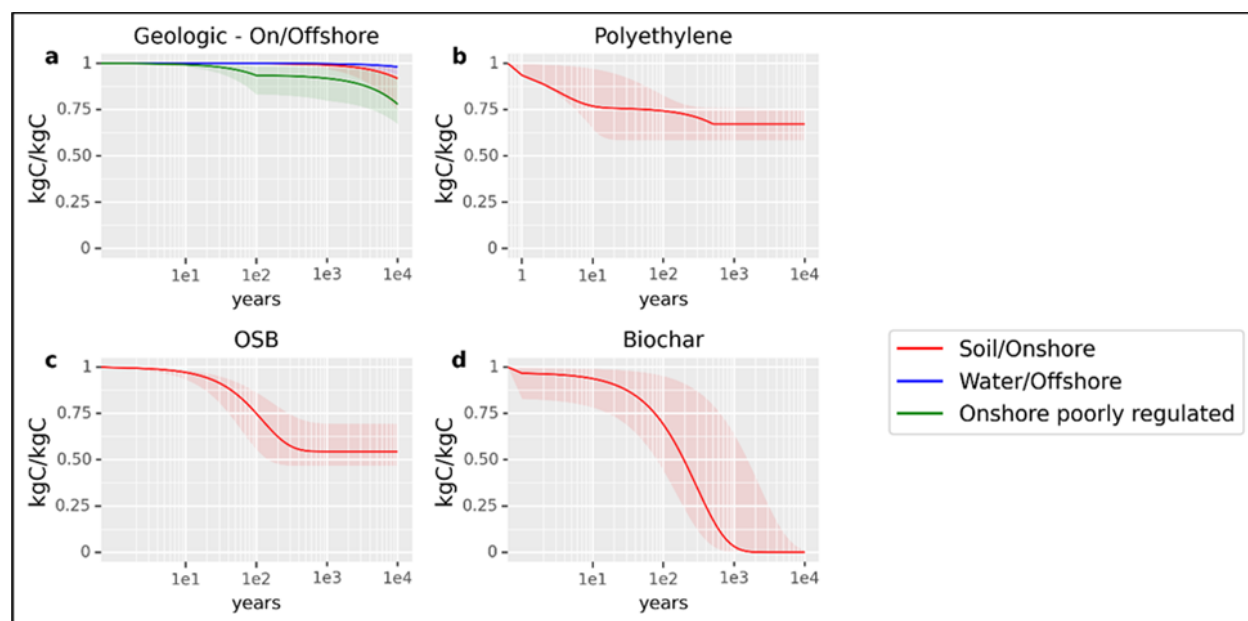 a Geologic - On/Offshore
kgC/kgC
1
0.75
0.50
0.25
0
1e1 1e2 1e3 1e4
years
b Polyethylene
kgC/kgC
1
0.75
0.50
0.25
0
1 1e1 1e2 1e3 1e4
years
c OSB
kgC/kgC
1
0.75
0.50
0.25
0
1e1 1e2 1e3 1e4
years
d Biochar
kgC/kgC
1
0.75
0.50
0.25
0
1e1 1e2 1e3 1e4
years
Soil/Onshore
Water/Offshore
Onshore poorly regulated